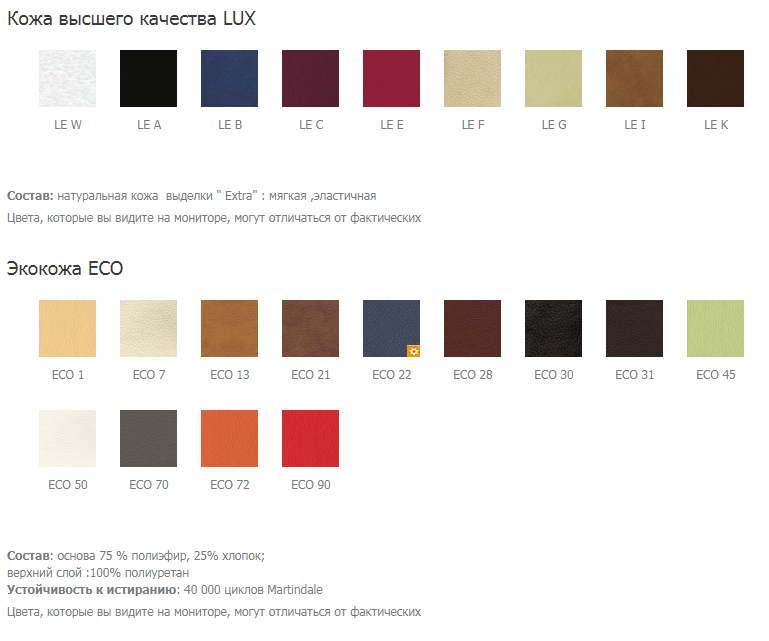 Кожа высшего качества LUX
LE W LE A LE B LE C LE E LE F LE G LE I LE K
Состав: натуральная кожа выделки " Extra" : мягкая ,эластичная
Цвета, которые вы видите на мониторе, могут отличаться от фактических
Экокожа ECO
ECO 1 ECO 7 ECO 13 ECO 21 ECO 22 ECO 28 ECO 30 ECO 31 ECO 45
ECO 50 ECO 70 ECO 72 ECO 90
Состав: основа 75 % полиэфир, 25% хлопок;
верхний слой :100% полиуретан
Устойчивость к истиранию: 40 000 циклов Martindale
Цвета, которые вы видите на мониторе, могут отличаться от фактических